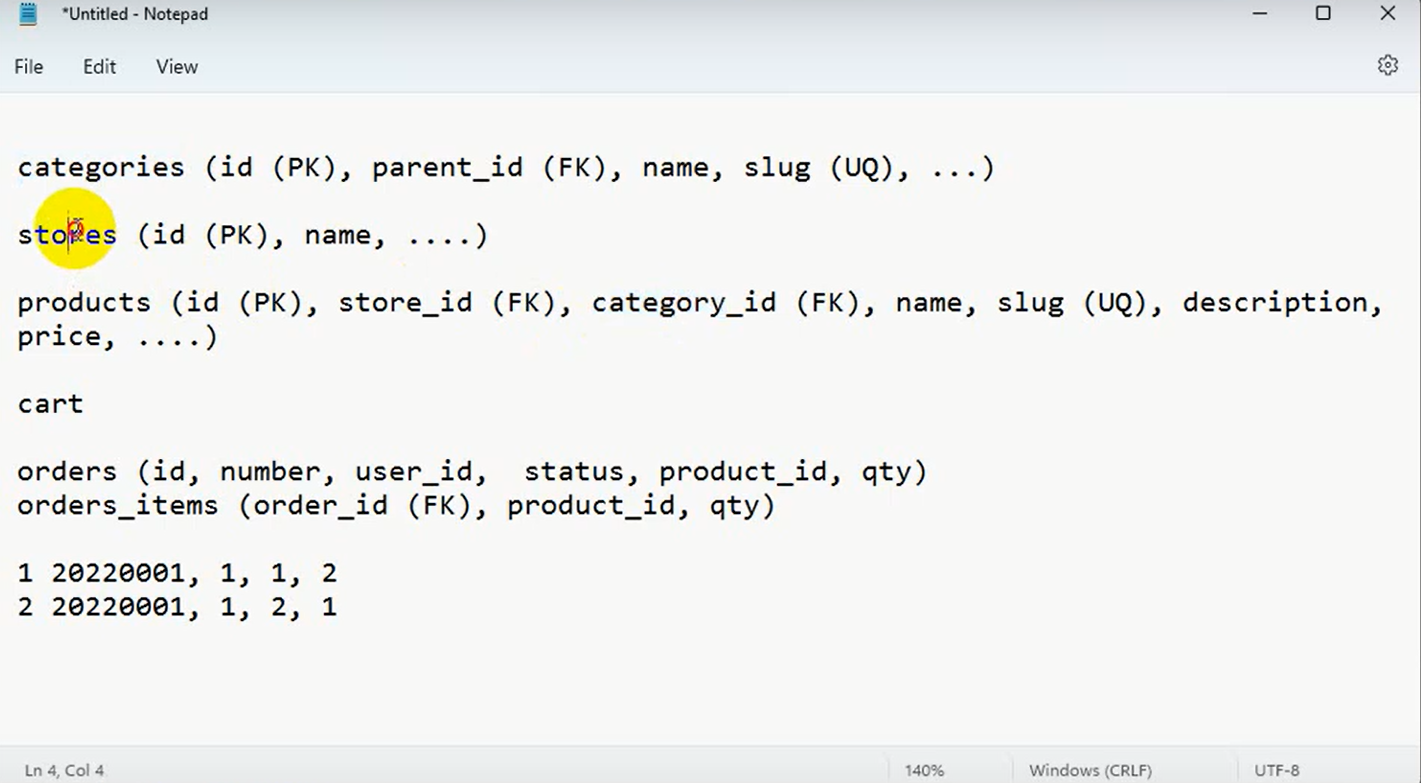 *Untitled - Notepad
File Edit View
categories (id (PK), parent_id (FK), name, slug (UQ), ...)
stores (id (PK), name, ....)
products (id (PK), store_id (FK), category_id (FK), name, slug (UQ), description,
price, ....)
cart
orders (id, number, user_id,  status, product_id, qty)
orders_items (order_id (FK), product_id, qty)
1 20220001, 1, 1, 2
2 20220001, 1, 2, 1
Ln 4, Col 4 140% Windows (CRLF) UTF-8